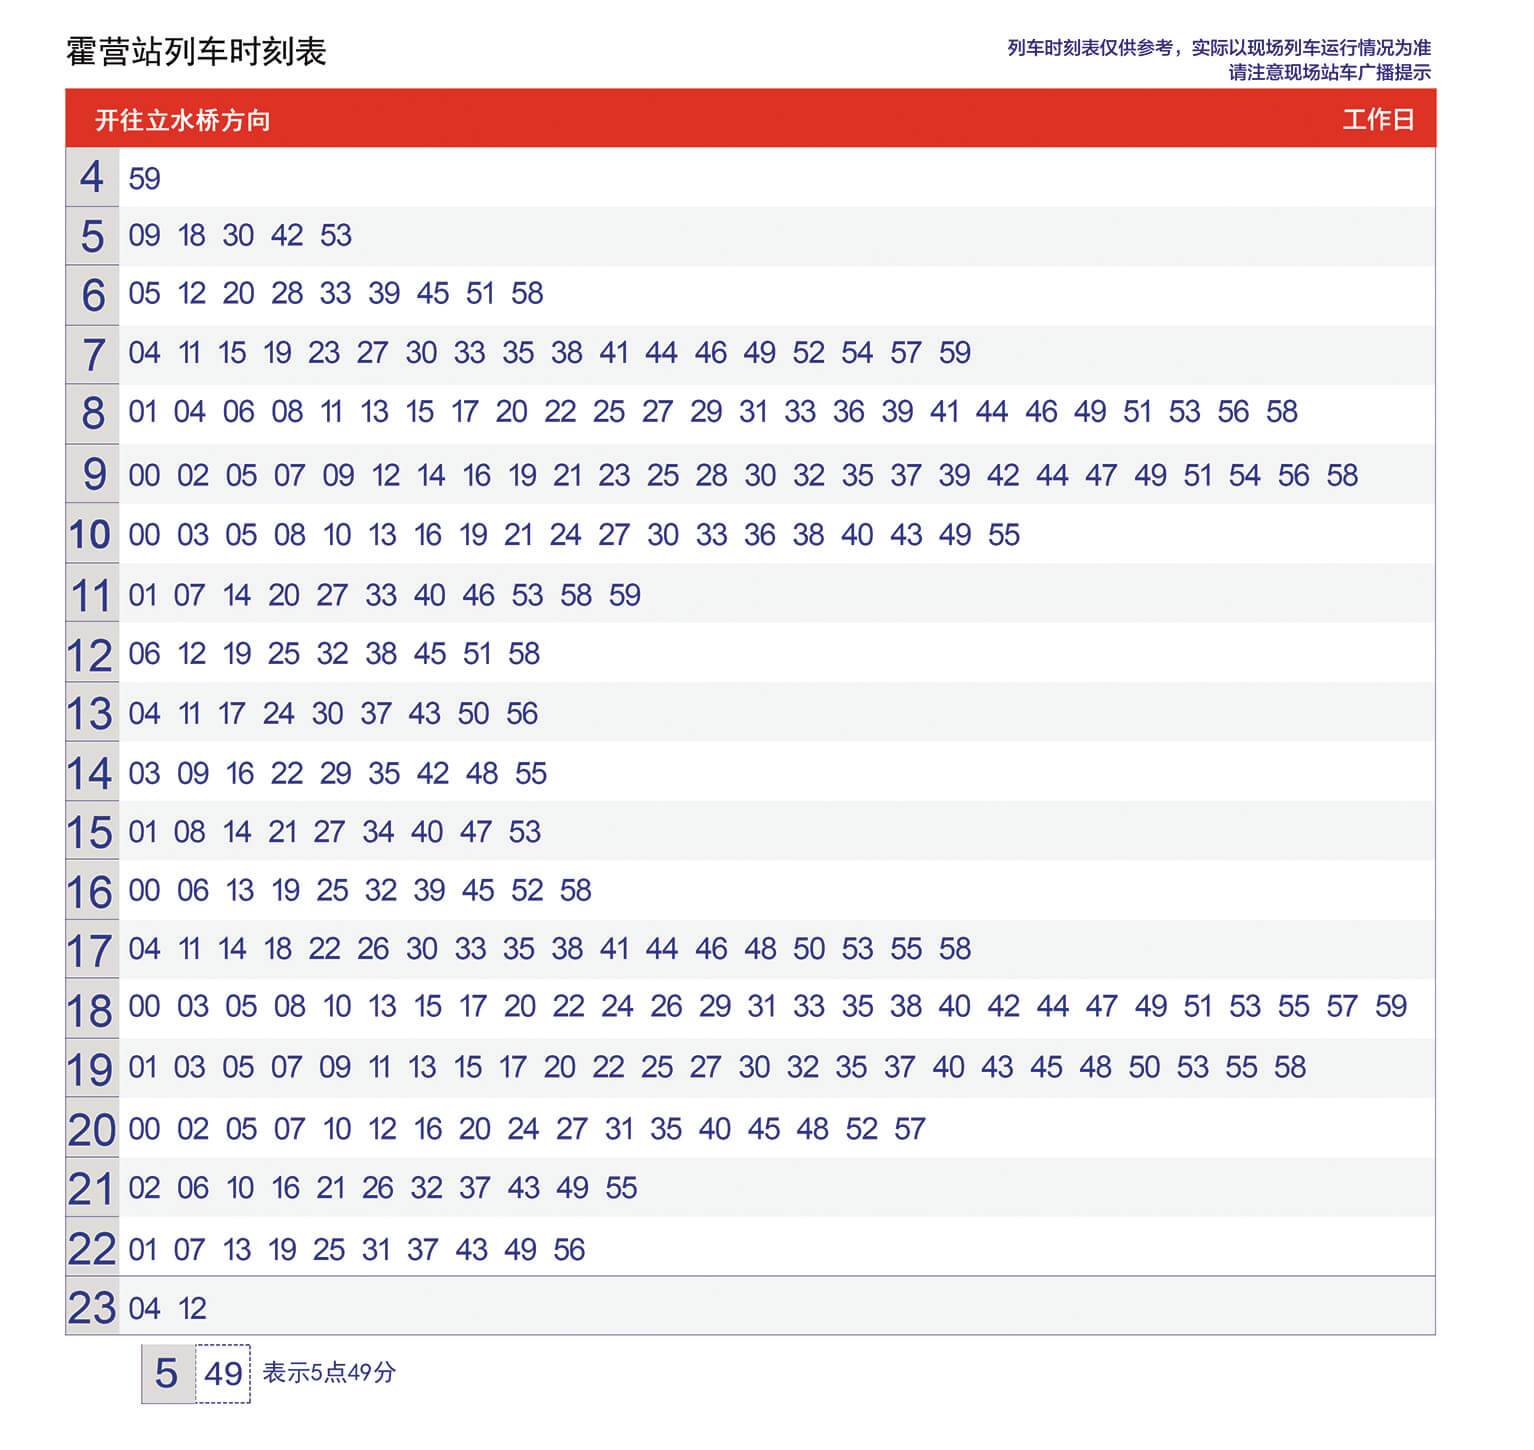 霍营站列车时刻表
列车时刻表仅供参考，实际以现场列车运行情况为准
请注意现场站车广播提示
开往立水桥方向 工作日
4 59
5 09 18 30 42 53
6 05 12 20 28 33 39 45 51 58
7 04 11 15 19 23 27 30 33 35 38 41 44 46 49 52 54 57 59
8 01 04 06 08 11 13 15 17 20 22 25 27 29 31 33 36 39 41 44 46 49 51 53 56 58
9 00 02 05 07 09 12 14 16 19 21 23 25 28 30 32 35 37 39 42 44 47 49 51 54 56 58
10 00 03 05 08 10 13 16 19 21 24 27 30 33 36 38 40 43 49 55
11 01 07 14 20 27 33 40 46 53 58 59
12 06 12 19 25 32 38 45 51 58
13 04 11 17 24 30 37 43 50 56
14 03 09 16 22 29 35 42 48 55
15 01 08 14 21 27 34 40 47 53
16 00 06 13 19 25 32 39 45 52 58
17 04 11 14 18 22 26 30 33 35 38 41 44 46 48 50 53 55 58
18 00 03 05 08 10 13 15 17 20 22 24 26 29 31 33 35 38 40 42 44 47 49 51 53 55 57 59
19 01 03 05 07 09 11 13 15 17 20 22 25 27 30 32 35 37 40 43 45 48 50 53 55 58
20 00 02 05 07 10 12 16 20 24 27 31 35 40 45 48 52 57
21 02 06 10 16 21 26 32 37 43 49 55
22 01 07 13 19 25 31 37 43 49 56
23 04 12
5 49 表示5点49分